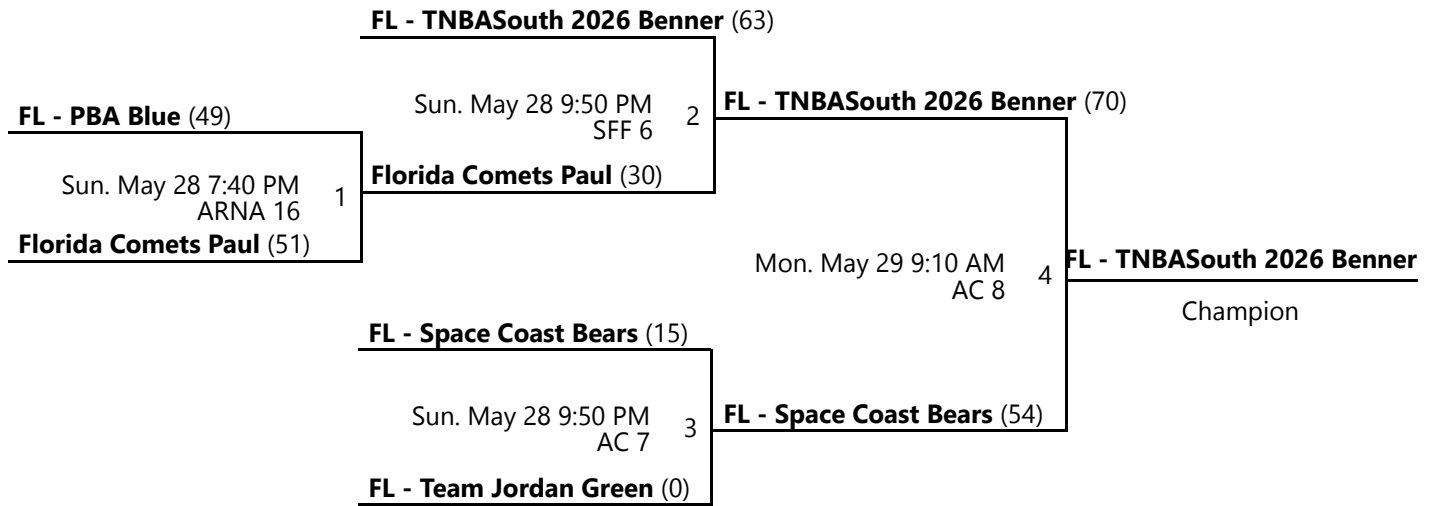 FL - TNBASouth 2026 Benner (63)
FL - PBA Blue (49)
Sun. May 28 9:50 PM
SFF 6
2
FL - TNBASouth 2026 Benner (70)
Sun. May 28 7:40 PM
ARNA 16
1
Florida Comets Paul (30)
Florida Comets Paul (51)
Mon. May 29 9:10 AM
AC 8
4
FL - TNBASouth 2026 Benner
Champion
FL - Space Coast Bears (15)
Sun. May 28 9:50 PM
AC 7
3
FL - Space Coast Bears (54)
FL - Team Jordan Green (0)